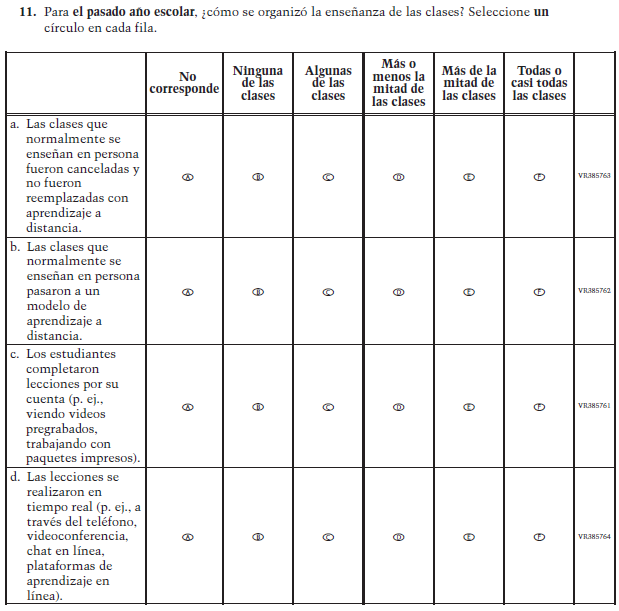 11. Para el pasado año escolar, ¿cómo se organizó la enseñanza de las clases? Seleccione un
círculo en cada fila.
No
corresponde
Ninguna
de las
clases
Algunas
de las
clases
Más o
menos la
mitad de
las clases
Más de la
mitad de
las clases
Todas o
casi todas
las clases
a. Las clases que
normalmente se
enseñan en persona
fueron canceladas y
no fueron
reemplazadas con
aprendizaje a
distancia.
A B C D E F VR385763
b. Las clases que
normalmente se
enseñan en persona
pasaron a un
modelo de
aprendizaje a
distancia.
A B C D E F VR385762
c. Los estudiantes
completaron
lecciones por su
cuenta (p. ej.,
viendo videos
pregrabados,
trabajando con
paquetes impresos).
A B C D E F VR385761
d. Las lecciones se
realizaron en
tiempo real (p. ej., a
través del teléfono,
videoconferencia,
chat en línea,
plataformas de
aprendizaje en
línea).
A B C D E F VR385764